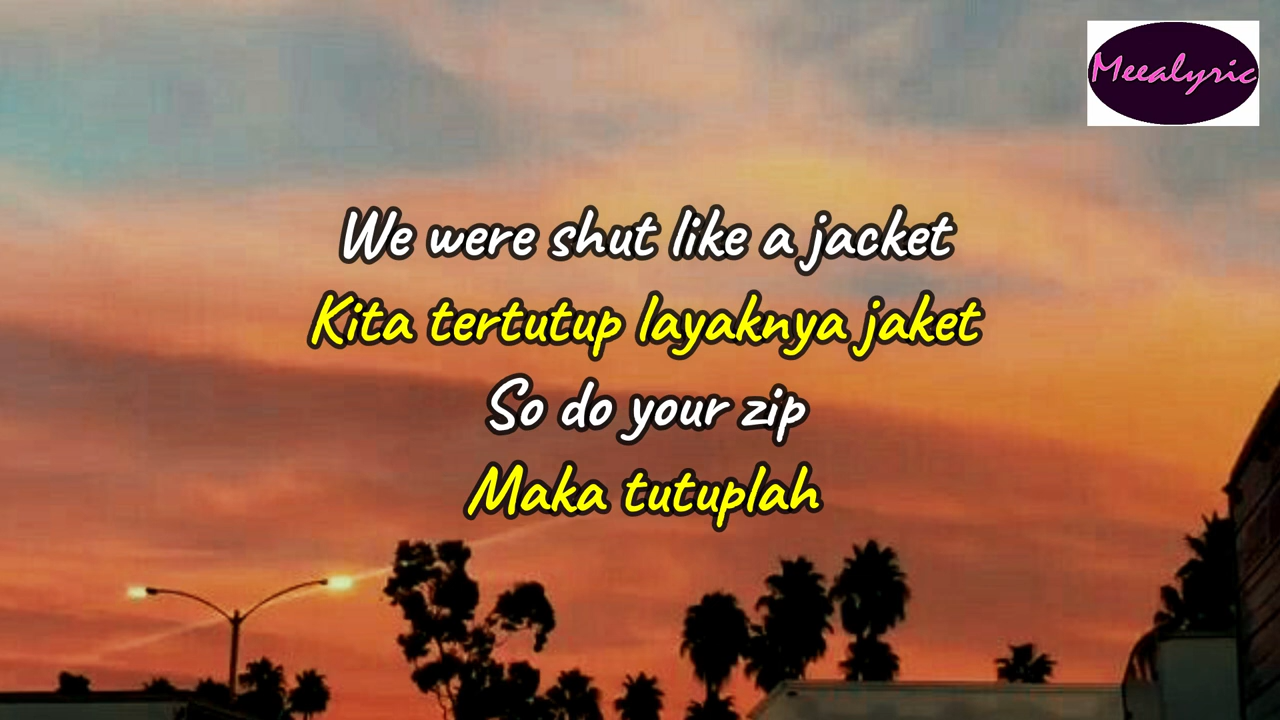 Meealyric
We were shut like a jacket
Kita tertutup layaknya jaket
So do your zip
Maka tutuplah